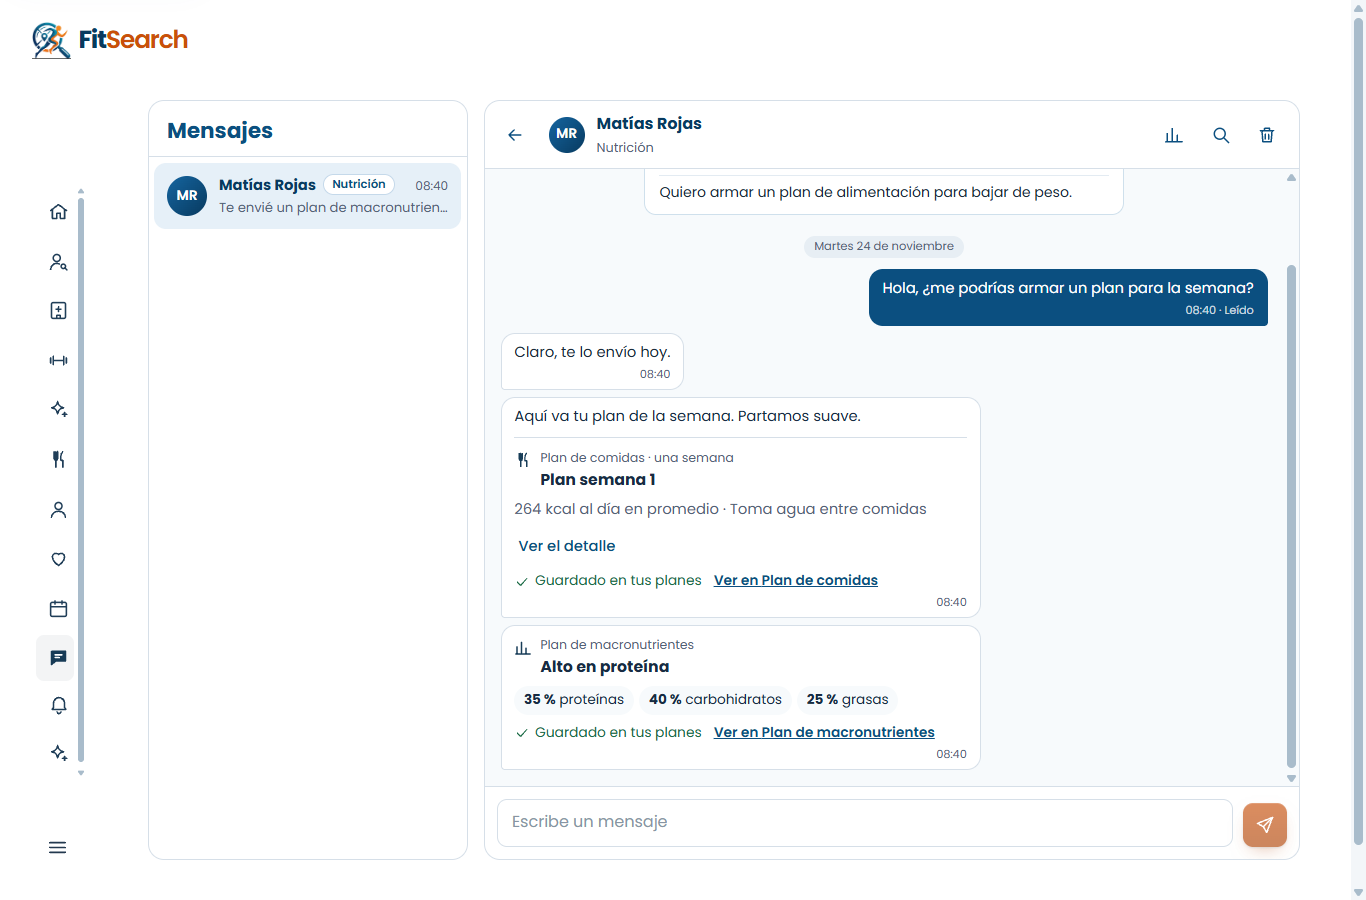 FitSearch
Mensajes
MR
Matías Rojas
Nutrición
08:40
Te envié un plan de macronutrien…
MR
Matías Rojas
Nutrición
Quiero armar un plan de alimentación para bajar de peso.
Martes 24 de noviembre
Hola, ¿me podrías armar un plan para la semana?
08:40 · Leído
Claro, te lo envío hoy.
08:40
Aquí va tu plan de la semana. Partamos suave.
Plan de comidas · una semana
Plan semana 1
264 kcal al día en promedio · Toma agua entre comidas
Ver el detalle
Guardado en tus planes Ver en Plan de comidas
08:40
Plan de macronutrientes
Alto en proteína
35 % proteínas 40 % carbohidratos 25 % grasas
Guardado en tus planes Ver en Plan de macronutrientes
08:40
Escribe un mensaje